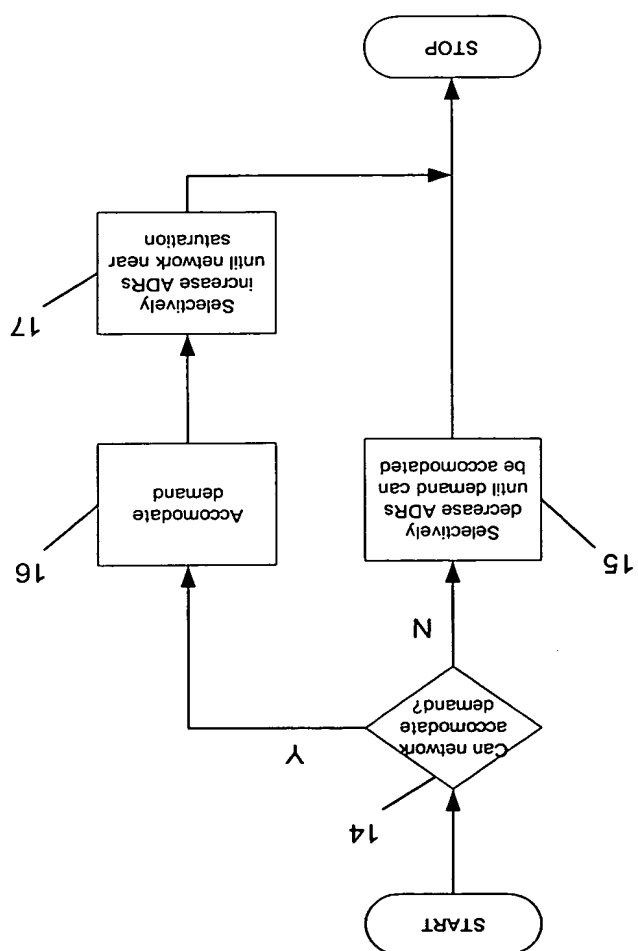 START
14
Can network
accomodate
demand?
Y
N
15
Selectively
decrease ADRs
until demand can
be accomodated
16
Accomodate
demand
17
Selectively
increase ADRs
until network near
saturation
STOP